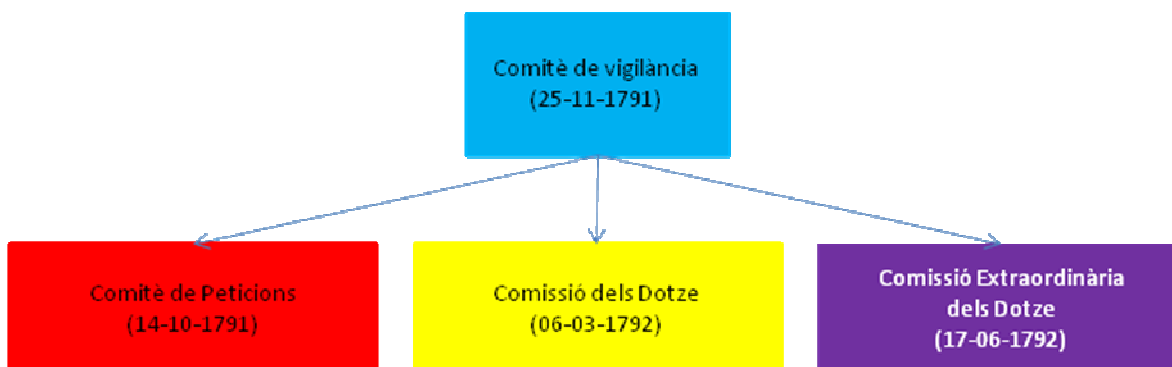 Comitè de vigilància
(25-11-1791)
Comitè de Peticions
(14-10-1791)
Comissió dels Dotze
(06-03-1792)
Comissió Extraordinària
dels Dotze
(17-06-1792)